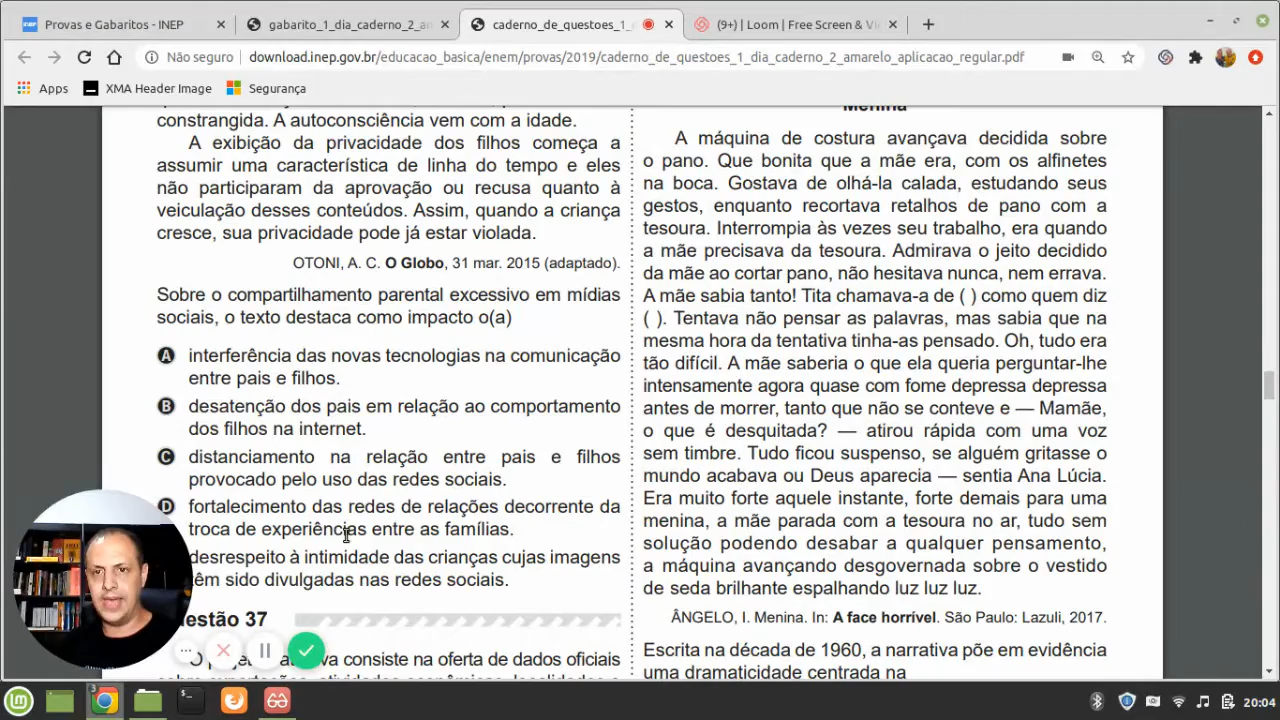 Provas e Gabaritos - INEP
gabarito_1_dia_caderno_2_am
caderno_de_questoes_1_
(9+) | Loom | Free Screen & Vi
Não seguro
download.inep.gov.br/educacao_basica/enem/provas/2019/caderno_de_questoes_1_dia_caderno_2_amarelo_aplicacao_regular.pdf
Apps
XMA Header Image
Segurança
constrangida. A autoconsciência vem com a idade.
A exibição da privacidade dos filhos começa a
assumir uma característica de linha do tempo e eles
não participaram da aprovação ou recusa quanto à
veiculação desses conteúdos. Assim, quando a criança
cresce, sua privacidade pode já estar violada.
OTONI, A. C. O Globo, 31 mar. 2015 (adaptado).
Sobre o compartilhamento parental excessivo em mídias
sociais, o texto destaca como impacto o(a)
A interferência das novas tecnologias na comunicação
entre pais e filhos.
B desatenção dos pais em relação ao comportamento
dos filhos na internet.
C distanciamento na relação entre pais e filhos
provocado pelo uso das redes sociais.
D fortalecimento das redes de relações decorrente da
troca de experiências entre as famílias.
desrespeito à intimidade das crianças cujas imagens
têm sido divulgadas nas redes sociais.
estão 37
consiste na oferta de dados oficiais
Menina
A máquina de costura avançava decidida sobre
o pano. Que bonita que a mãe era, com os alfinetes
na boca. Gostava de olhá-la calada, estudando seus
gestos, enquanto recortava retalhos de pano com a
tesoura. Interrompia às vezes seu trabalho, era quando
a mãe precisava da tesoura. Admirava o jeito decidido
da mãe ao cortar pano, não hesitava nunca, nem errava.
A mãe sabia tanto! Tita chamava-a de ( ) como quem diz
( ). Tentava não pensar as palavras, mas sabia que na
mesma hora da tentativa tinha-as pensado. Oh, tudo era
tão difícil. A mãe saberia o que ela queria perguntar-lhe
intensamente agora quase com fome depressa depressa
antes de morrer, tanto que não se conteve e — Mamãe,
o que é desquitada? — atirou rápida com uma voz
sem timbre. Tudo ficou suspenso, se alguém gritasse o
mundo acabava ou Deus aparecia — sentia Ana Lúcia.
Era muito forte aquele instante, forte demais para uma
menina, a mãe parada com a tesoura no ar, tudo sem
solução podendo desabar a qualquer pensamento,
a máquina avançando desgovernada sobre o vestido
de seda brilhante espalhando luz luz luz.
ÂNGELO, I. Menina. In: A face horrível. São Paulo: Lazuli, 2017.
Escrita na década de 1960, a narrativa põe em evidência
uma dramaticidade centrada na
3
20:04